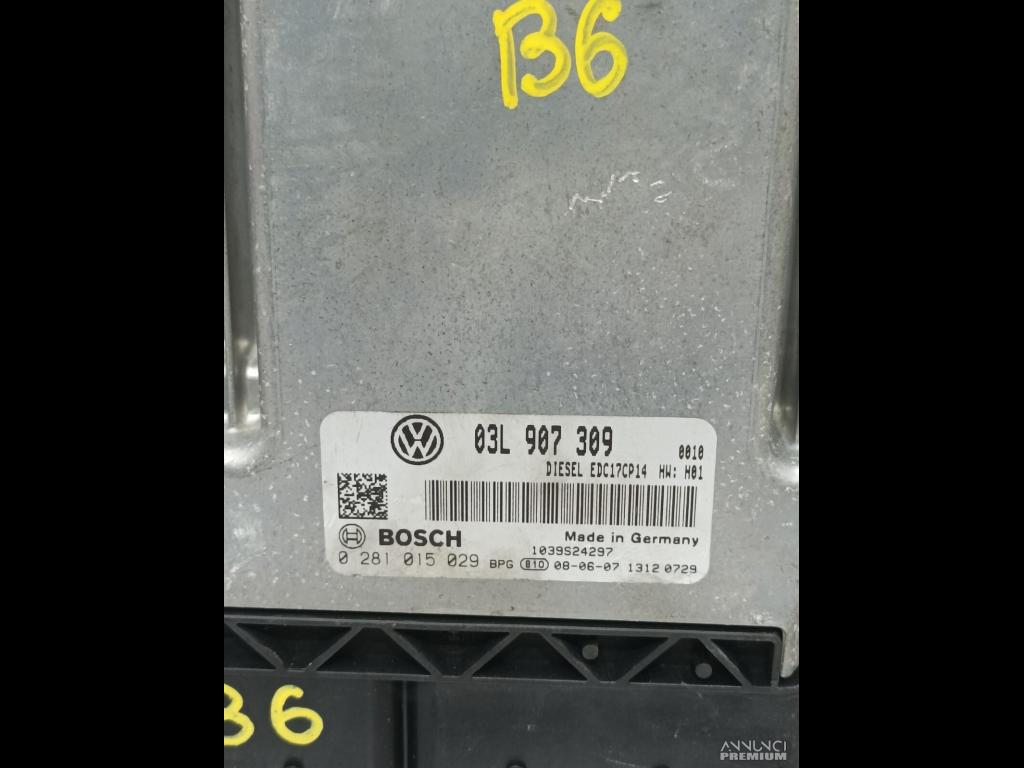 B6
03L 907 309
0010
DIESEL EDC17CP14 HW: H01
BOSCH
Made in Germany
1039S24297
0 281 015 029 BPG 810 08-06-07 1312 0729
B6
ANNUNCI
PREMIUM